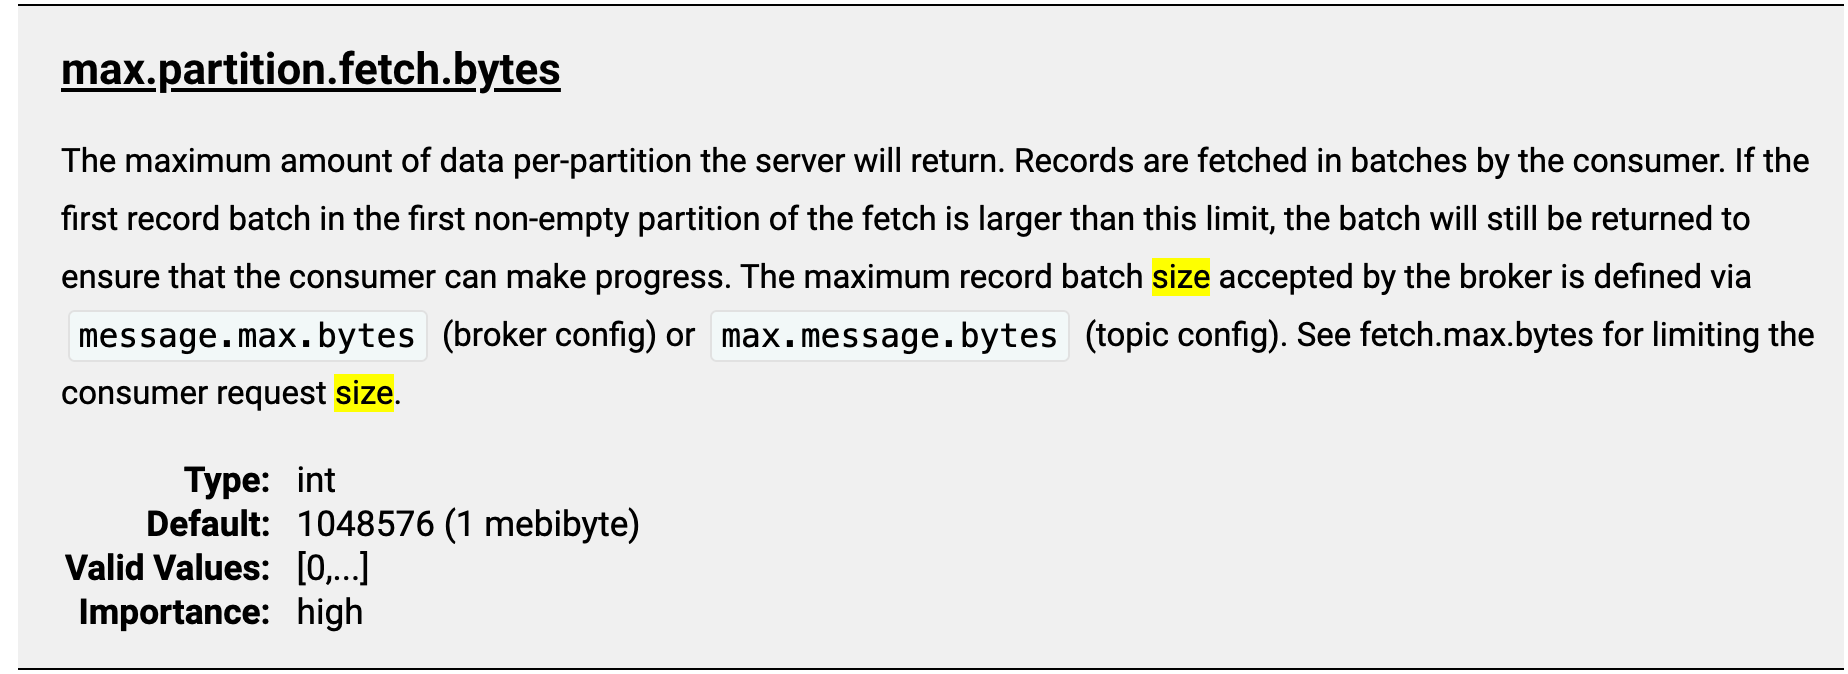 max.partition.fetch.bytes
The maximum amount of data per-partition the server will return. Records are fetched in batches by the consumer. If the
first record batch in the first non-empty partition of the fetch is larger than this limit, the batch will still be returned to
ensure that the consumer can make progress. The maximum record batch size accepted by the broker is defined via
message.max.bytes (broker config) or max.message.bytes (topic config). See fetch.max.bytes for limiting the
consumer request size.
Type: int
Default: 1048576 (1 mebibyte)
Valid Values: [0,...]
Importance: high